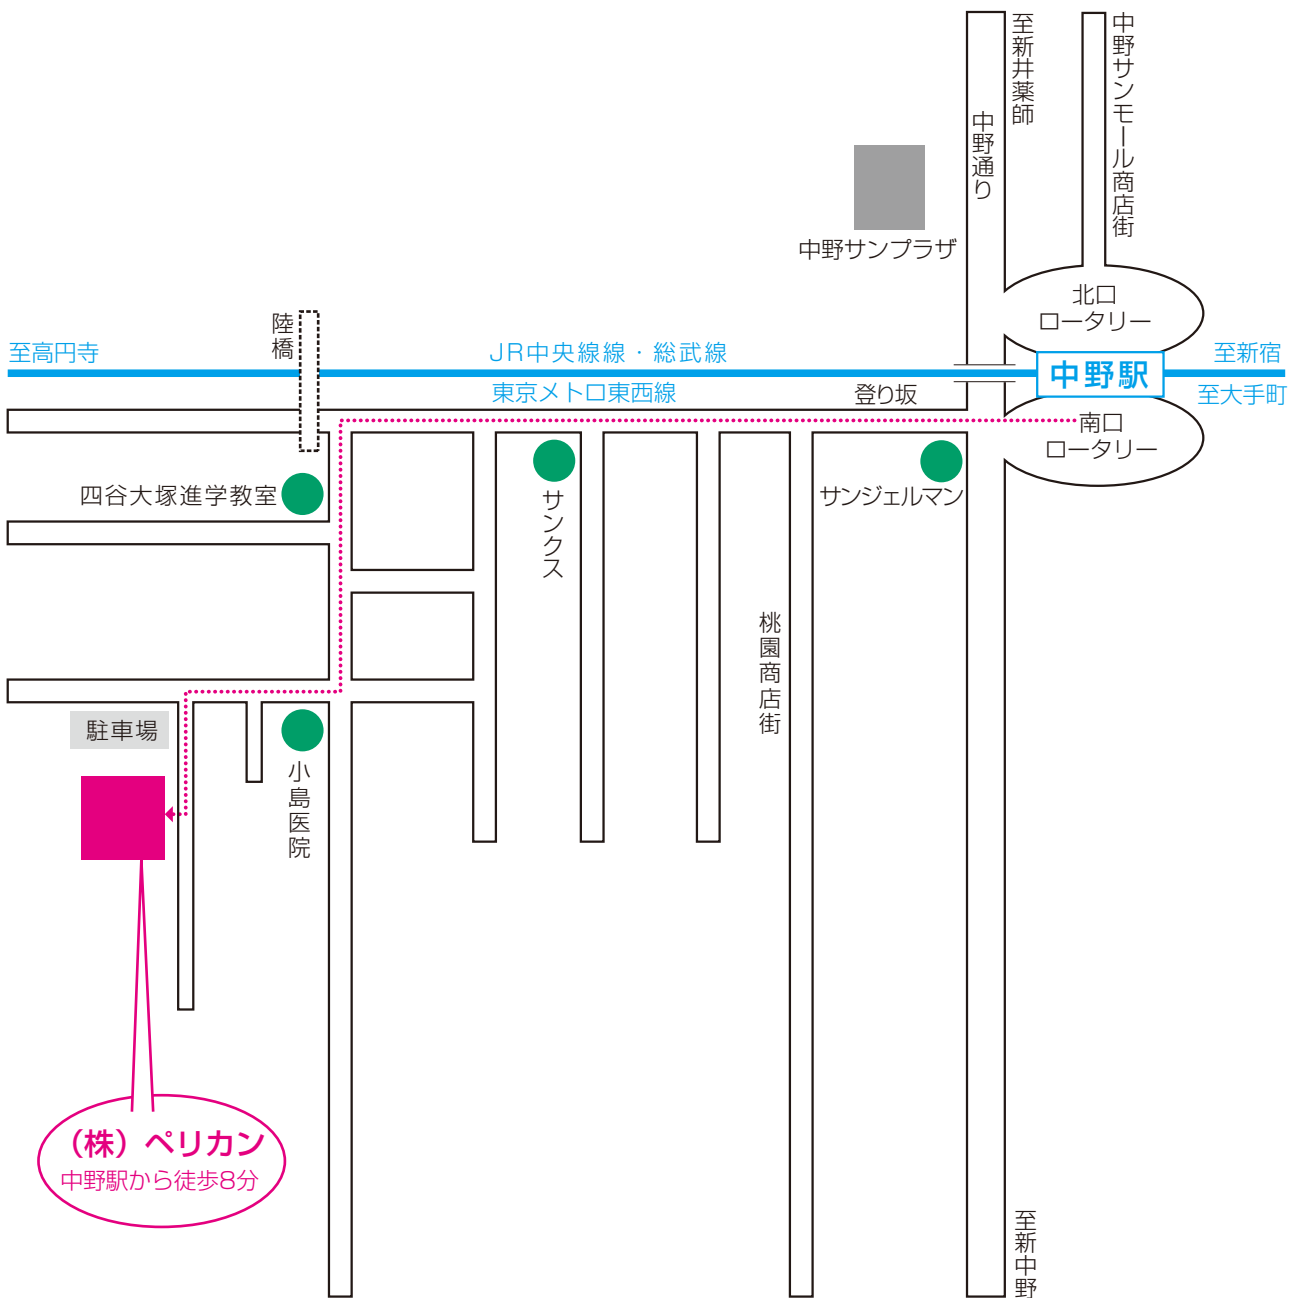 至新井薬師
中野サンモール商店街
中野通り
中野サンプラザ
北口
ロータリー
陸橋
至高円寺
JR中央線線・総武線
中野駅
至新宿
東京メトロ東西線
登り坂
至大手町
南口
ロータリー
四谷大塚進学教室
サンクス
サンジェルマン
桃園商店街
駐車場
小島医院
（株）ペリカン
中野駅から徒歩8分
至新中野